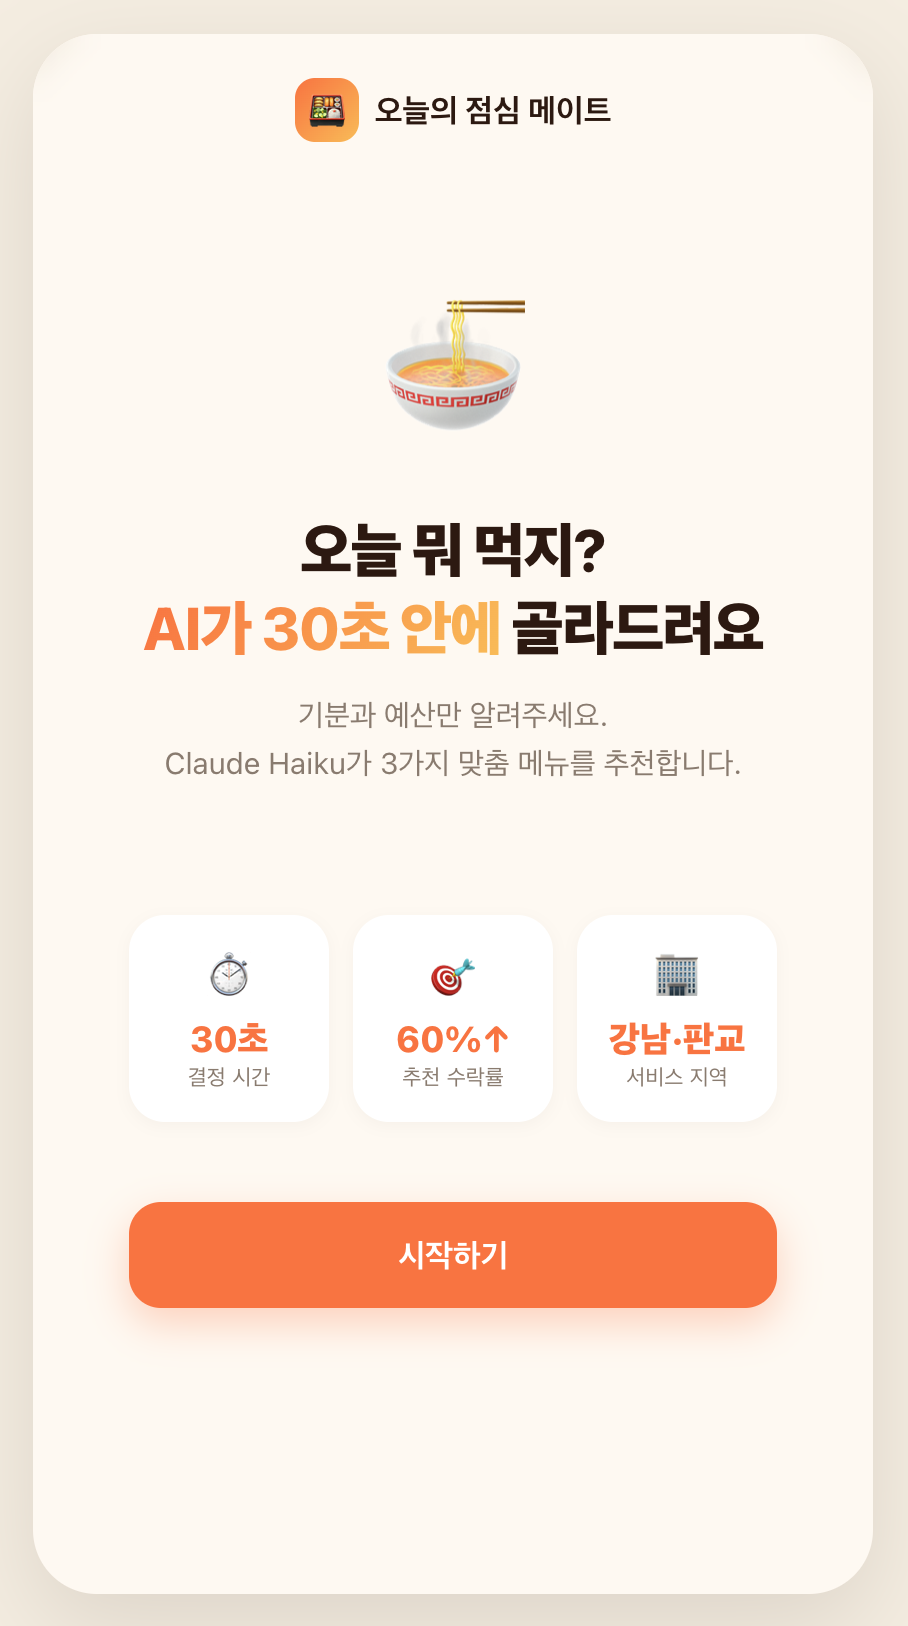 오늘의 점심 메이트
오늘 뭐 먹지?
AI가 30초 안에 골라드려요
기분과 예산만 알려주세요.
Claude Haiku가 3가지 맞춤 메뉴를 추천합니다.
30초
결정 시간
60%↑
추천 수락률
강남·판교
서비스 지역
시작하기